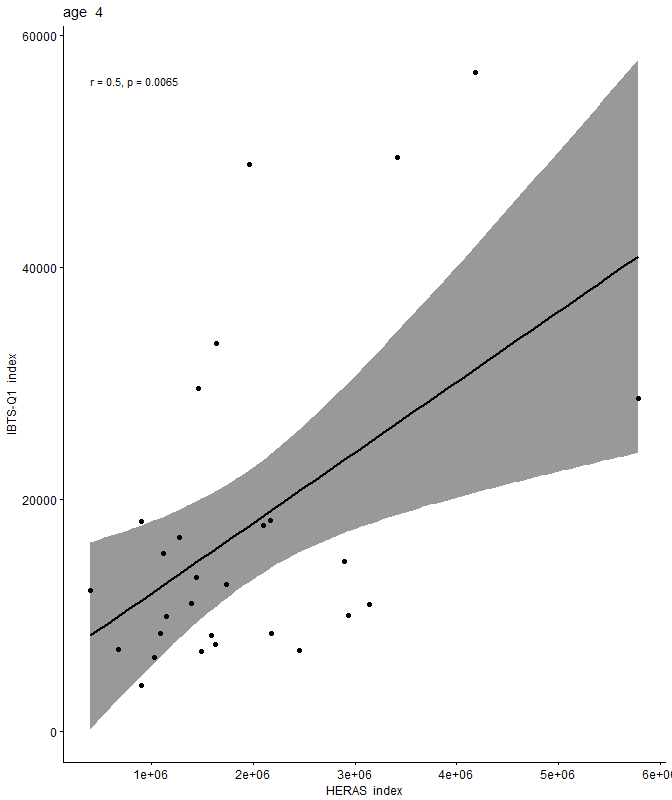 age 4
60000
r = 0.5, p = 0.0065
40000
IBTS-Q1 index
20000
0
1e+06 2e+06 3e+06 4e+06 5e+06 6e+06
HERAS index